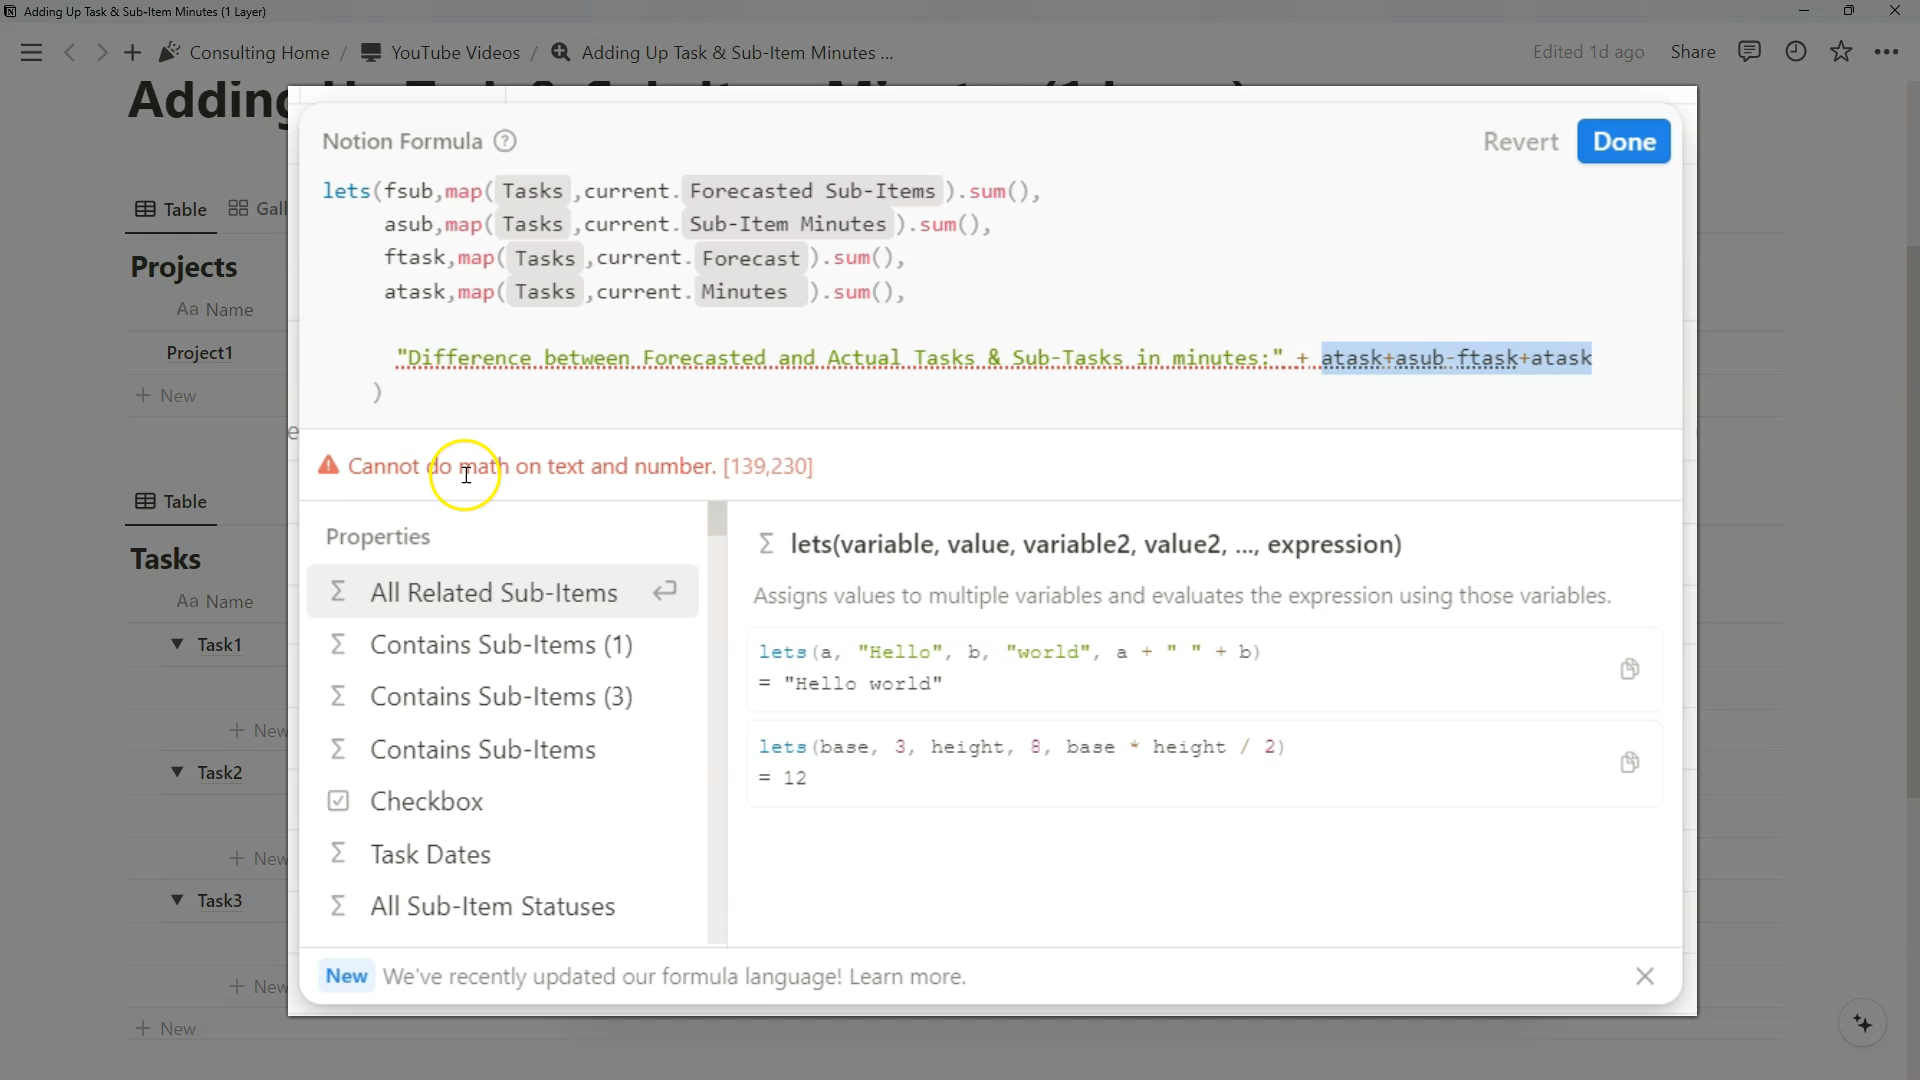 Adding Up Task & Sub-Item Minutes (1 Layer)
Consulting Home / YouTube Videos / Adding Up Task & Sub-Item Minutes ...
Edited 1d ago Share
Adding
Notion Formula ?
Revert Done
lets(fsub,map( Tasks ,current. Forecasted Sub-Items ).sum(),
asub,map( Tasks ,current. Sub-Item Minutes ).sum(),
ftask,map( Tasks ,current. Forecast ).sum(),
atask,map( Tasks ,current. Minutes ).sum(),
"Difference between Forecasted and Actual Tasks & Sub-Tasks in minutes:" + atask+asub-ftask+atask
)
Table Gall
Projects
Aa Name
Project1
+ New
Cannot do math on text and number. [139,230]
Table
Tasks
Aa Name
Task1
+ New
Task2
+ New
Task3
+ New
+ New
Properties
Σ All Related Sub-Items
Σ Contains Sub-Items (1)
Σ Contains Sub-Items (3)
Σ Contains Sub-Items
Checkbox
Σ Task Dates
Σ All Sub-Item Statuses
Σ lets(variable, value, variable2, value2, ..., expression)
Assigns values to multiple variables and evaluates the expression using those variables.
lets(a, "Hello", b, "world", a + " " + b)
= "Hello world"
lets(base, 3, height, 8, base * height / 2)
= 12
New We've recently updated our formula language! Learn more.